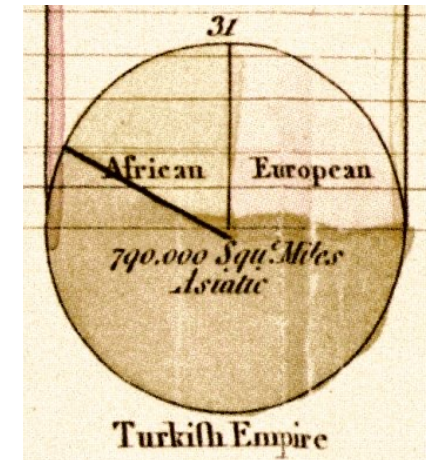 31
African European
790.000 Squ. Miles
Asiatic
Turkiſh Empire